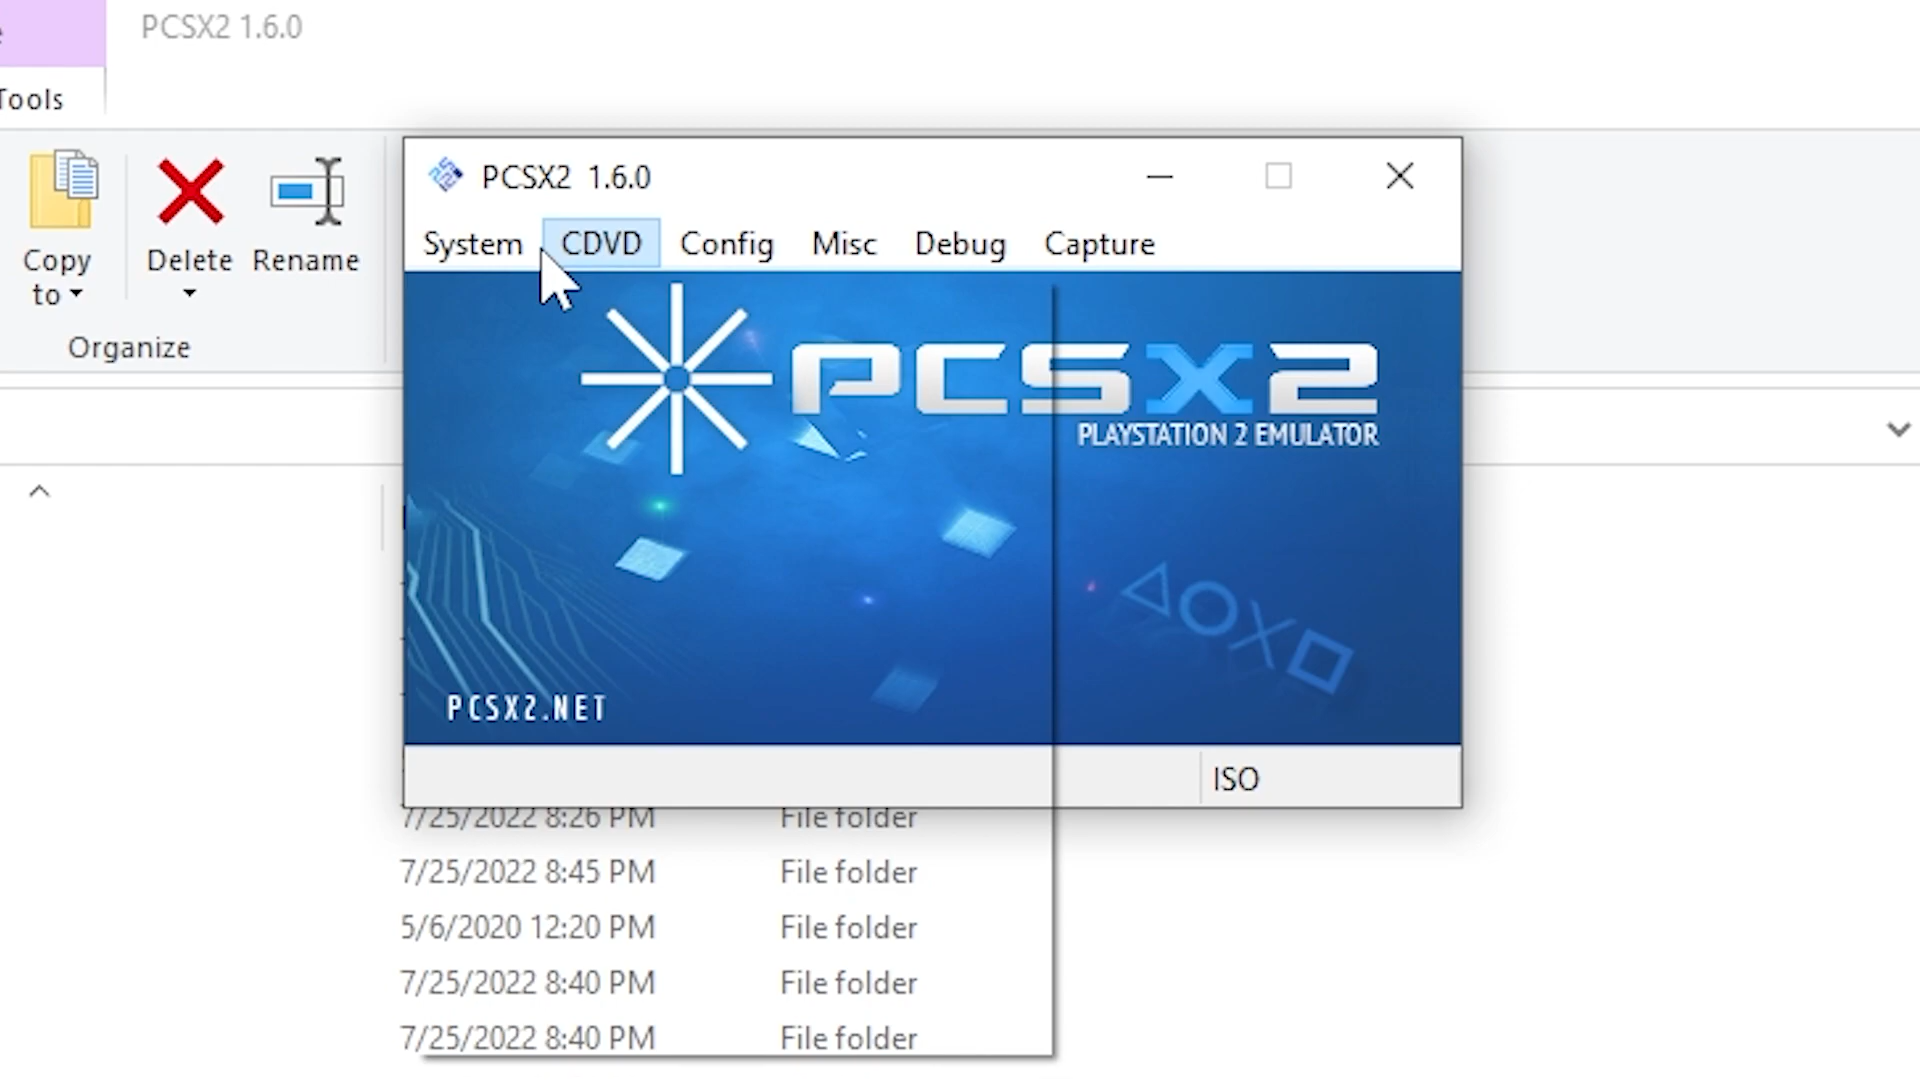 PCSX2 1.6.0
Tools
Copy
to
Delete
Rename
Organize
PCSX2 1.6.0
System
CDVD
Config
Misc
Debug
Capture
PCSX2
PLAYSTATION 2 EMULATOR
PCSX2.NET
ISO
7/25/2022 8:26 PM File folder
7/25/2022 8:45 PM File folder
5/6/2020 12:20 PM File folder
7/25/2022 8:40 PM File folder
7/25/2022 8:40 PM File folder